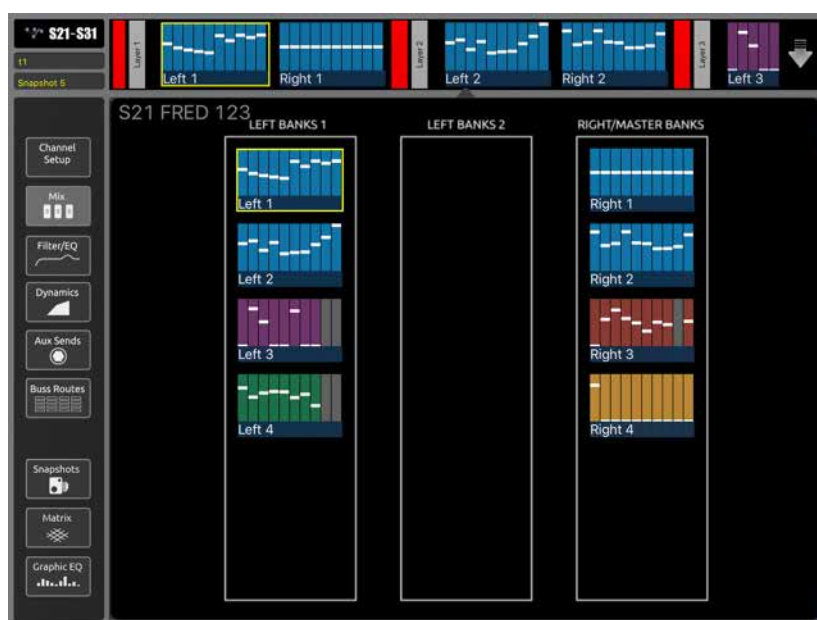 S21-S31
t1
Snapshot 5
Layer 1
Left 1
Right 1
Layer 2
Left 2
Right 2
Layer 3
Left 3
S21 FRED 123
LEFT BANKS 1
LEFT BANKS 2
RIGHT/MASTER BANKS
Channel
Setup
Mix
Filter/EQ
Dynamics
Aux Sends
Buss Routes
Snapshots
Matrix
Graphic EQ
Left 1
Left 2
Left 3
Left 4
Right 1
Right 2
Right 3
Right 4